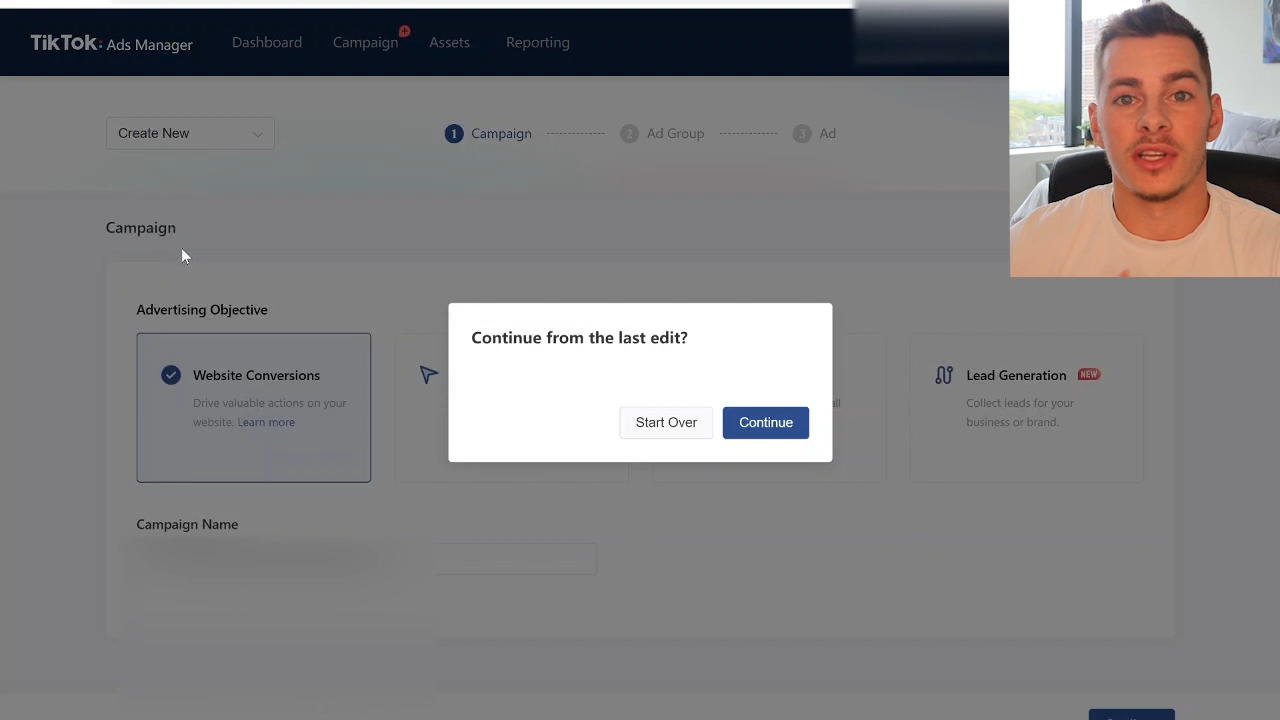 TikTok: Ads Manager
Dashboard
Campaign
Assets
Reporting
Create New
1 Campaign
2 Ad Group
3 Ad
Campaign
Advertising Objective
Website Conversions
Drive valuable actions on your
website. Learn more
all
Lead Generation NEW
Collect leads for your
business or brand.
Continue from the last edit?
Start Over
Continue
Campaign Name